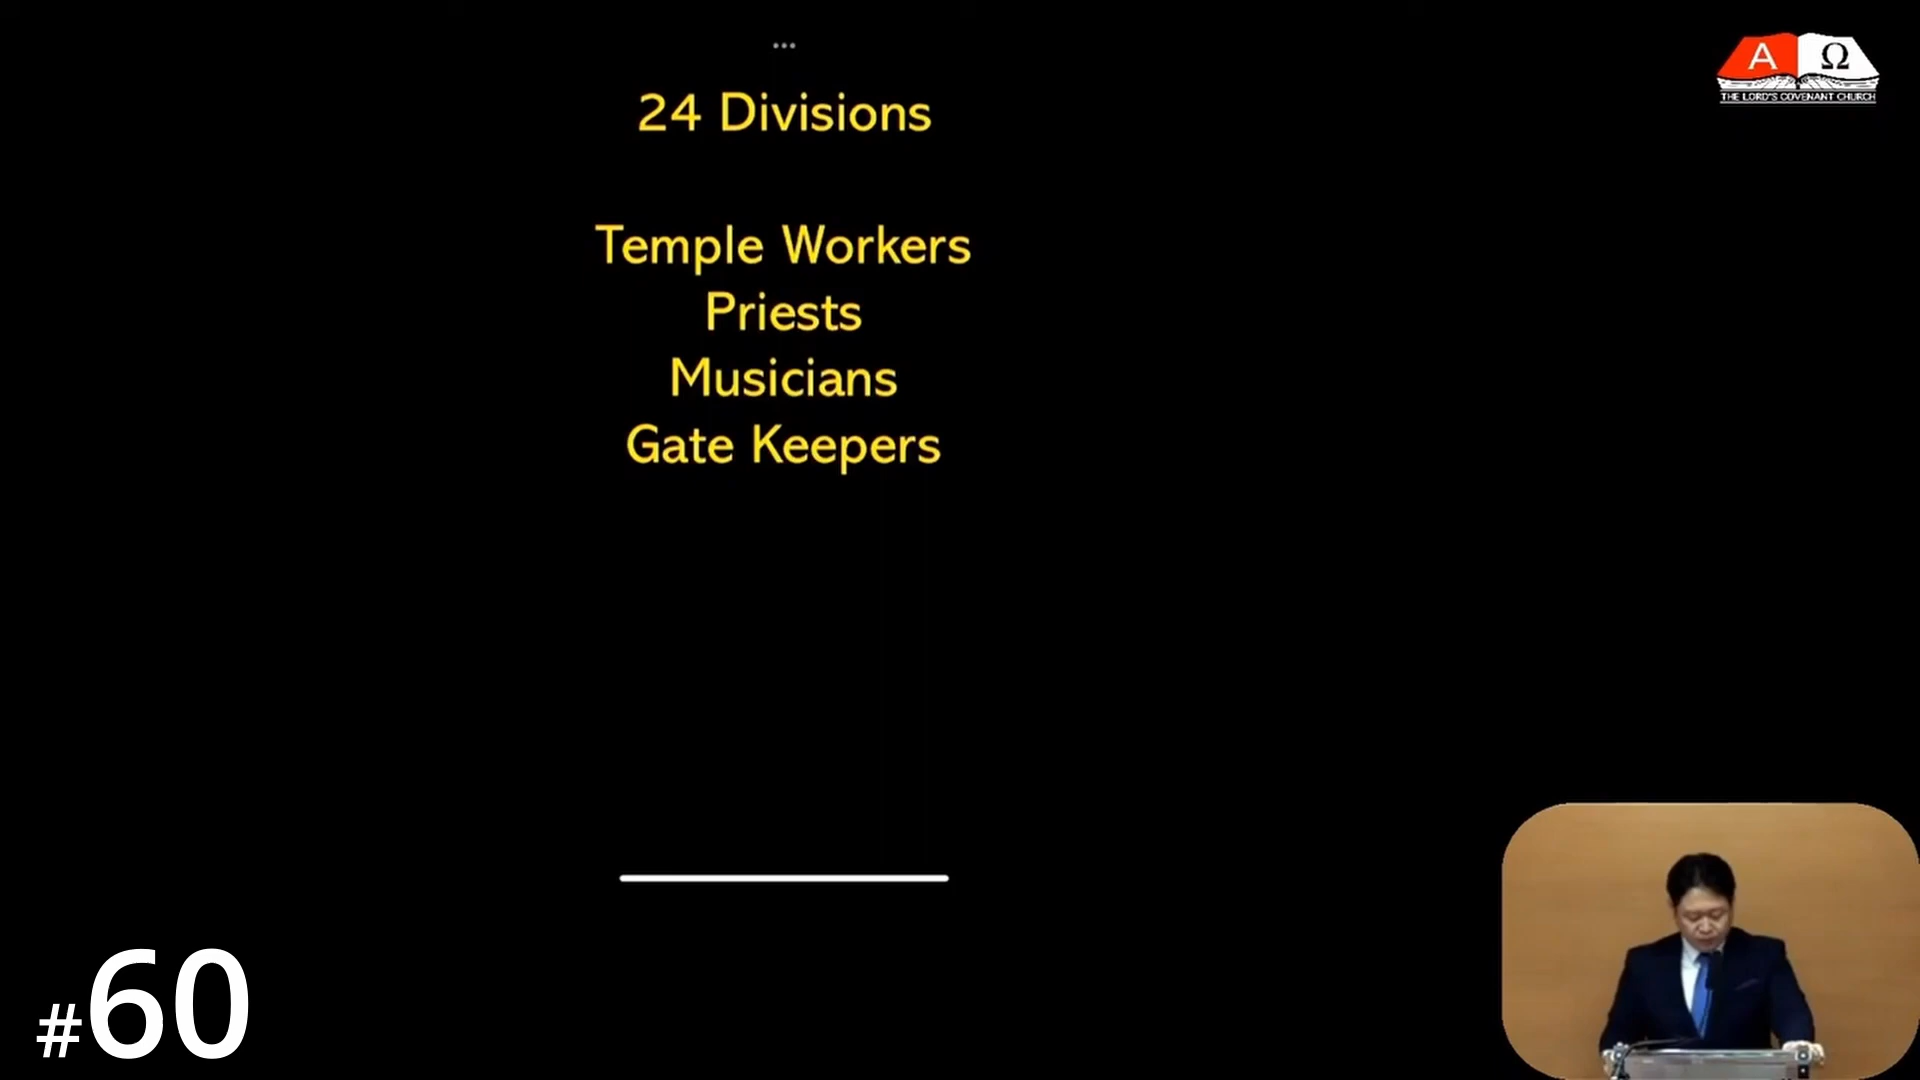 ...
24 Divisions
Temple Workers
Priests
Musicians
Gate Keepers
A Ω
THE LORD'S COVENANT CHURCH
#60